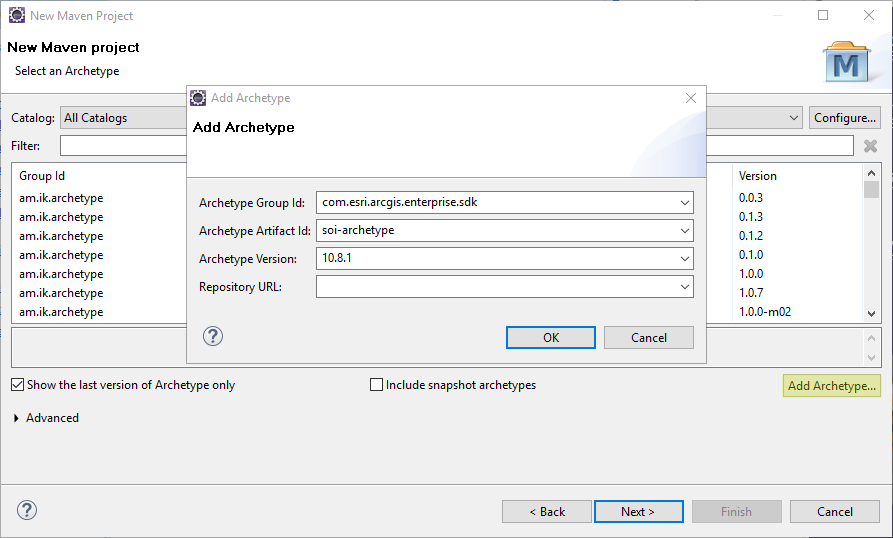 New Maven Project
New Maven project
Select an Archetype
M
Catalog: All Catalogs Configure...
Filter:
Group Id Version
am.ik.archetype 0.0.3
am.ik.archetype 0.1.3
am.ik.archetype 0.1.2
am.ik.archetype 0.1.0
am.ik.archetype 1.0.0
am.ik.archetype 1.0.7
am.ik.archetype 1.0.0-m02
Add Archetype
Add Archetype
Archetype Group Id: com.esri.arcgis.enterprise.sdk
Archetype Artifact Id: soi-archetype
Archetype Version: 10.8.1
Repository URL:
? OK Cancel
Show the last version of Archetype only Include snapshot archetypes Add Archetype...
Advanced
? < Back Next > Finish Cancel